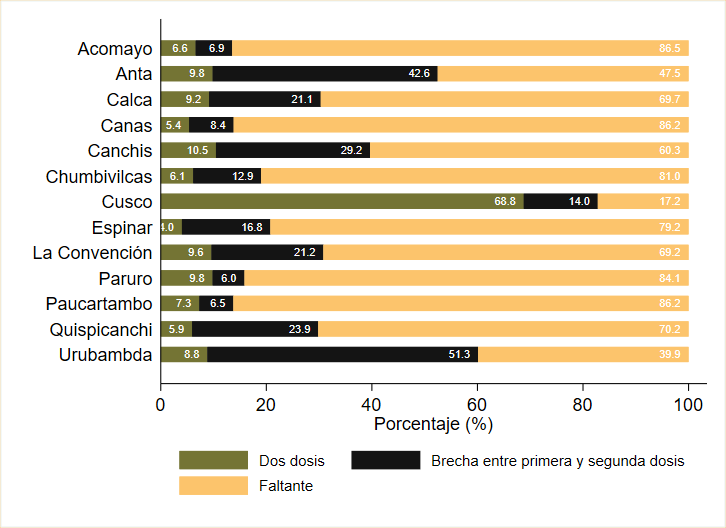 Acomayo 6.6 6.9 86.5
Anta 9.8 42.6 47.5
Calca 9.2 21.1 69.7
Canas 5.4 8.4 86.2
Canchis 10.5 29.2 60.3
Chumbivilcas 6.1 12.9 81.0
Cusco 68.8 14.0 17.2
Espinar 4.0 16.8 79.2
La Convención 9.6 21.2 69.2
Paruro 9.8 6.0 84.1
Paucartambo 7.3 6.5 86.2
Quispicanchi 5.9 23.9 70.2
Urubambda 8.8 51.3 39.9
0 20 40 60 80 100
Porcentaje (%)
Dos dosis Brecha entre primera y segunda dosis
Faltante